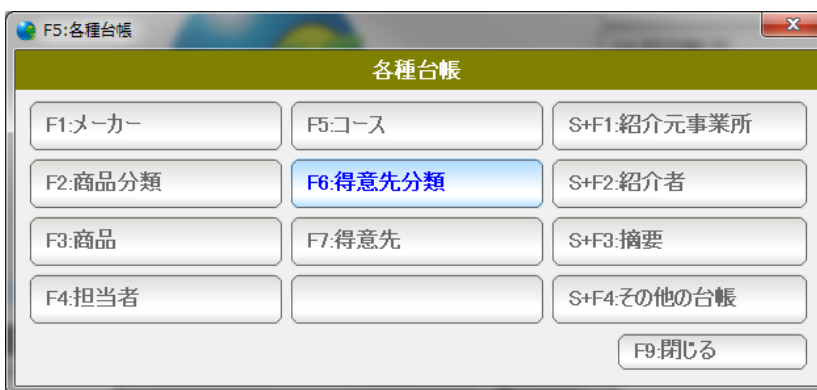 F5:各種台帳
各種台帳
F1:メーカー
F5:コース
S+F1:紹介元事業所
F2:商品分類
F6:得意先分類
S+F2:紹介者
F3:商品
F7:得意先
S+F3:摘要
F4:担当者
S+F4:その他の台帳
F9:閉じる